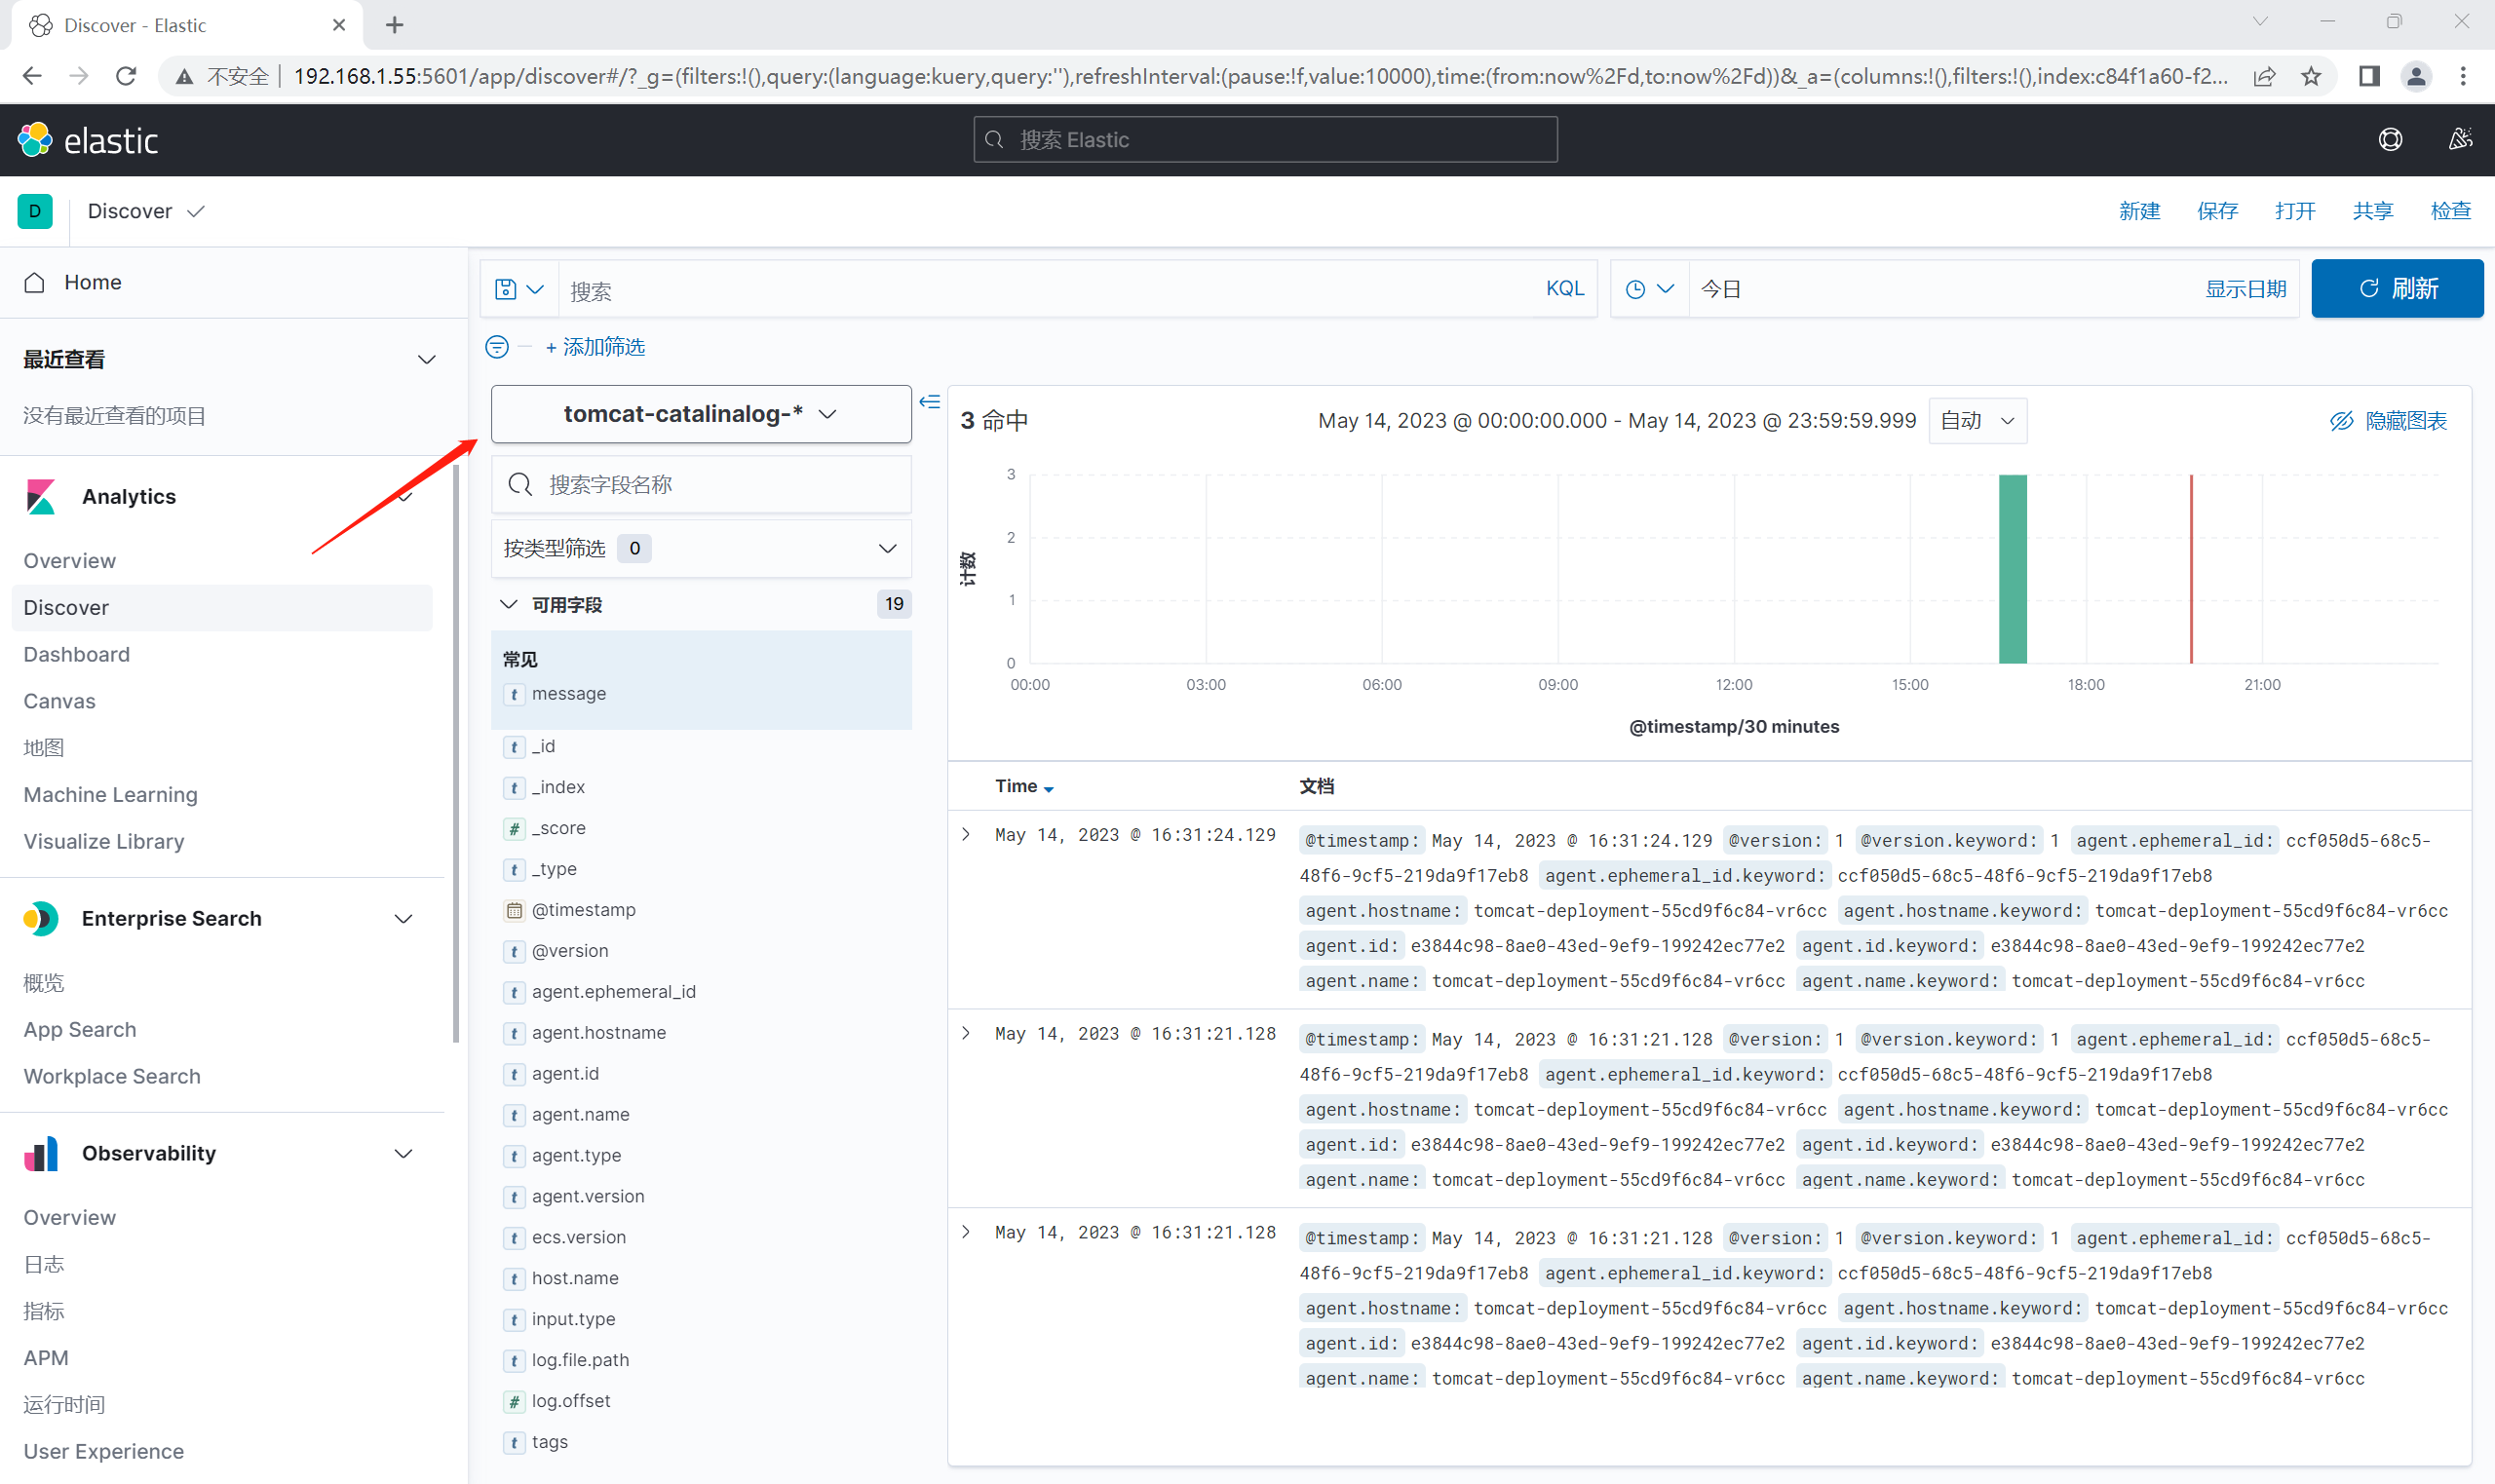 Discover - Elastic
不安全 192.168.1.55:5601/app/discover#/?_g=(filters:!(),query:(language:kuery,query:''),refreshInterval:(pause:!f,value:10000),time:(from:now%2Fd,to:now%2Fd))&_a=(columns:!(),filters:!(),index:c84f1a60-f2...
elastic
搜索 Elastic
D Discover
新建 保存 打开 共享 检查
Home
最近查看
没有最近查看的项目
Analytics
Overview
Discover
Dashboard
Canvas
地图
Machine Learning
Visualize Library
Enterprise Search
概览
App Search
Workplace Search
Observability
Overview
日志
指标
APM
运行时间
User Experience
搜索 KQL
今日 显示日期
刷新
+ 添加筛选
tomcat-catalinalog-*
搜索字段名称
按类型筛选 0
可用字段 19
常见
t message
t _id
t _index
# _score
t _type
@timestamp
t @version
t agent.ephemeral_id
t agent.hostname
t agent.id
t agent.name
t agent.type
t agent.version
t ecs.version
t host.name
t input.type
t log.file.path
# log.offset
t tags
3 命中
May 14, 2023 @ 00:00:00.000 - May 14, 2023 @ 23:59:59.999 自动
隐藏图表
计数
3
2
1
0
00:00 03:00 06:00 09:00 12:00 15:00 18:00 21:00
@timestamp/30 minutes
Time 文档
May 14, 2023 @ 16:31:24.129
@timestamp: May 14, 2023 @ 16:31:24.129 @version: 1 @version.keyword: 1 agent.ephemeral_id: ccf050d5-68c5-
48f6-9cf5-219da9f17eb8 agent.ephemeral_id.keyword: ccf050d5-68c5-48f6-9cf5-219da9f17eb8
agent.hostname: tomcat-deployment-55cd9f6c84-vr6cc agent.hostname.keyword: tomcat-deployment-55cd9f6c84-vr6cc
agent.id: e3844c98-8ae0-43ed-9ef9-199242ec77e2 agent.id.keyword: e3844c98-8ae0-43ed-9ef9-199242ec77e2
agent.name: tomcat-deployment-55cd9f6c84-vr6cc agent.name.keyword: tomcat-deployment-55cd9f6c84-vr6cc
May 14, 2023 @ 16:31:21.128
@timestamp: May 14, 2023 @ 16:31:21.128 @version: 1 @version.keyword: 1 agent.ephemeral_id: ccf050d5-68c5-
48f6-9cf5-219da9f17eb8 agent.ephemeral_id.keyword: ccf050d5-68c5-48f6-9cf5-219da9f17eb8
agent.hostname: tomcat-deployment-55cd9f6c84-vr6cc agent.hostname.keyword: tomcat-deployment-55cd9f6c84-vr6cc
agent.id: e3844c98-8ae0-43ed-9ef9-199242ec77e2 agent.id.keyword: e3844c98-8ae0-43ed-9ef9-199242ec77e2
agent.name: tomcat-deployment-55cd9f6c84-vr6cc agent.name.keyword: tomcat-deployment-55cd9f6c84-vr6cc
May 14, 2023 @ 16:31:21.128
@timestamp: May 14, 2023 @ 16:31:21.128 @version: 1 @version.keyword: 1 agent.ephemeral_id: ccf050d5-68c5-
48f6-9cf5-219da9f17eb8 agent.ephemeral_id.keyword: ccf050d5-68c5-48f6-9cf5-219da9f17eb8
agent.hostname: tomcat-deployment-55cd9f6c84-vr6cc agent.hostname.keyword: tomcat-deployment-55cd9f6c84-vr6cc
agent.id: e3844c98-8ae0-43ed-9ef9-199242ec77e2 agent.id.keyword: e3844c98-8ae0-43ed-9ef9-199242ec77e2
agent.name: tomcat-deployment-55cd9f6c84-vr6cc agent.name.keyword: tomcat-deployment-55cd9f6c84-vr6cc